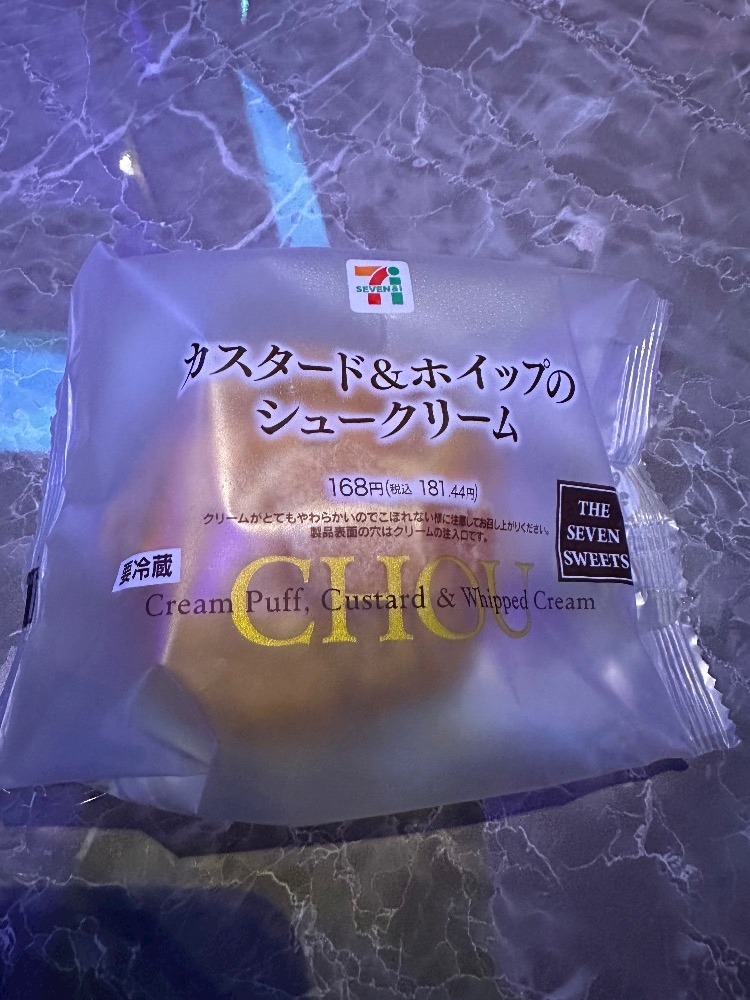 SEVEN&i
カスタード&ホイップの
シュークリーム
168円(税込 181.44円)
クリームがとてもやわらかいのでこぼれない様に注意してお召し上がりください。
製品表面の穴はクリームの注入口です。
THE
SEVEN
SWEETS
要冷蔵
CHOU
Cream Puff, Custard & Whipped Cream